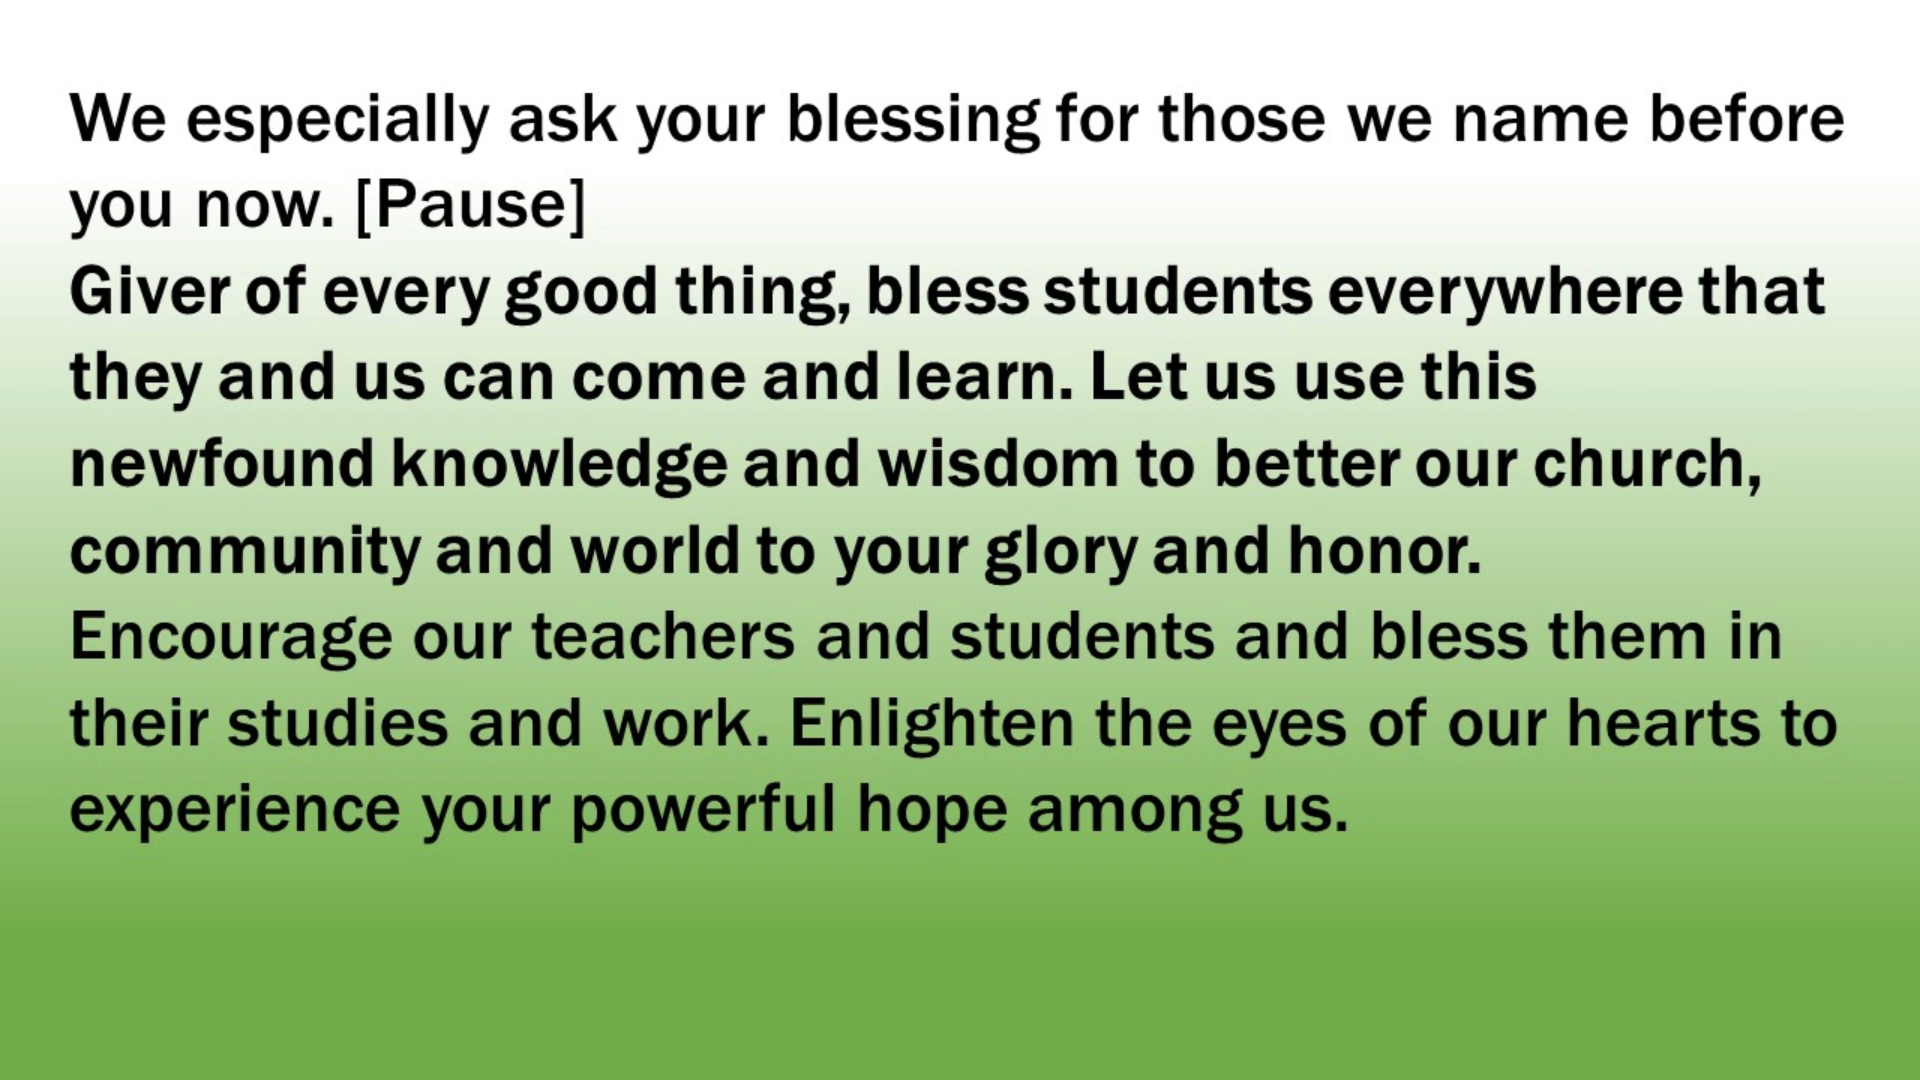 We especially ask your blessing for those we name before
you now. [Pause]
Giver of every good thing, bless students everywhere that
they and us can come and learn. Let us use this
newfound knowledge and wisdom to better our church,
community and world to your glory and honor.
Encourage our teachers and students and bless them in
their studies and work. Enlighten the eyes of our hearts to
experience your powerful hope among us.